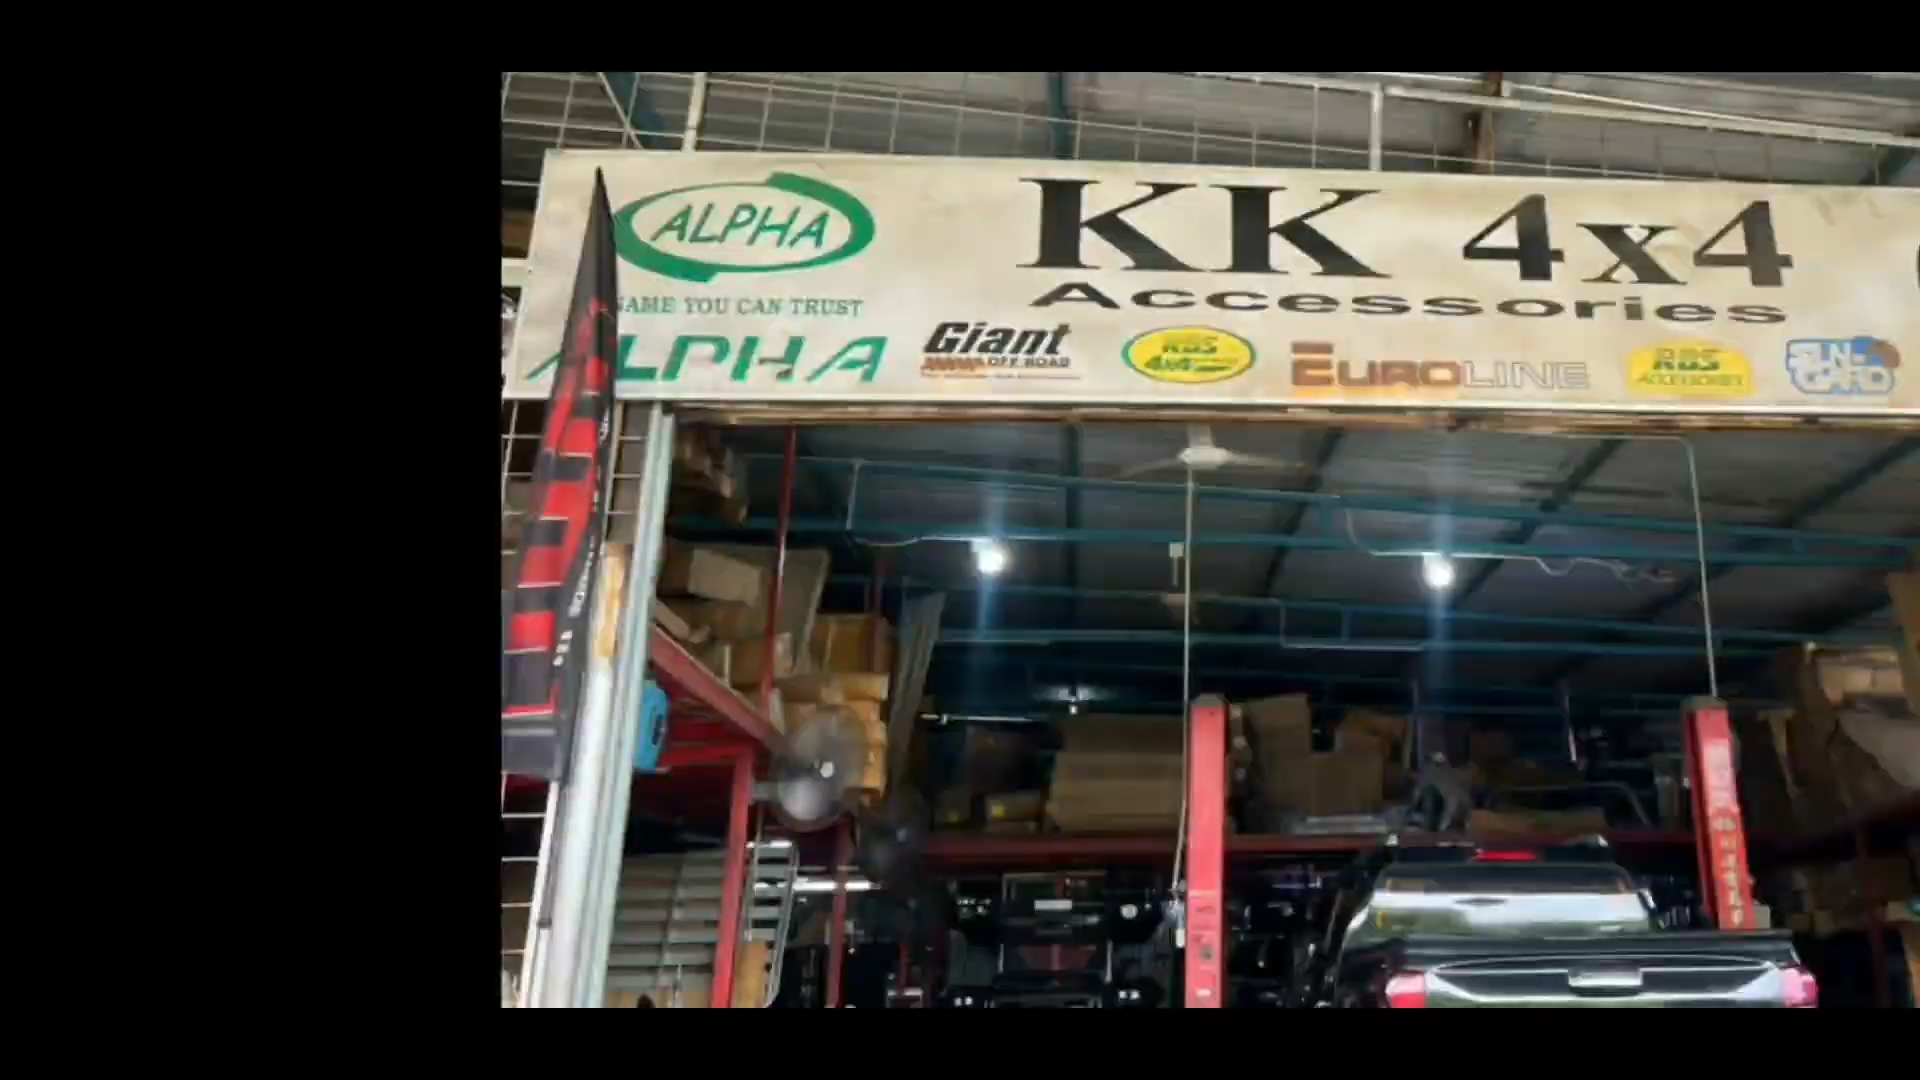 ALPHA
KK 4x4
Accessories
NAME YOU CAN TRUST
ALPHA
Giant
OFF ROAD
RBS
4x4
EUROLINE
RBS
ACCESSORIES